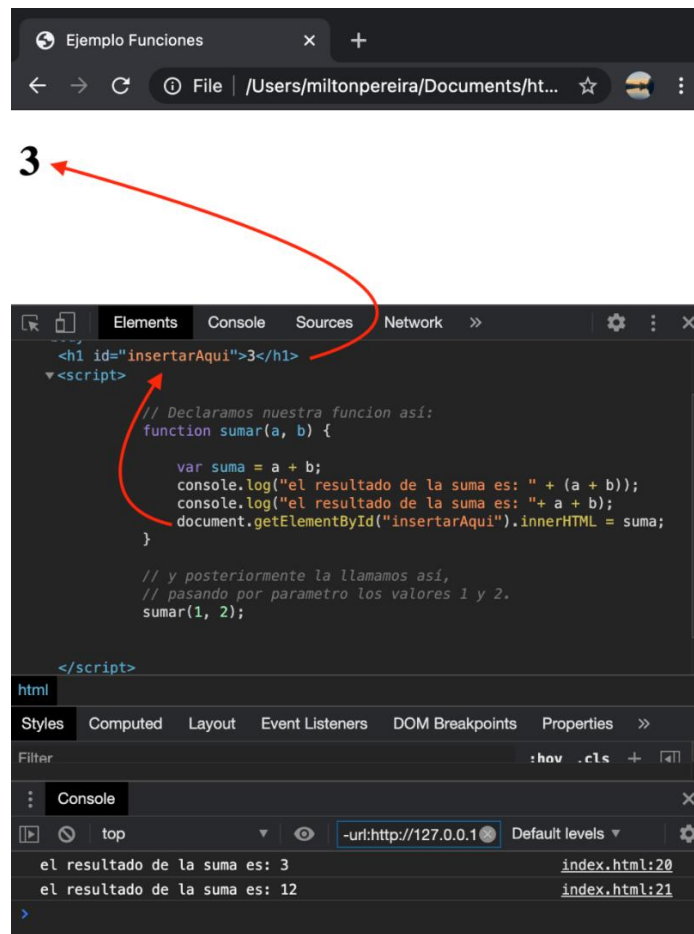 Ejemplo Funciones
File | /Users/miltonpereira/Documents/ht...
3
Elements Console Sources Network »
<h1 id="insertarAqui">3</h1>
▼<script>
// Declaramos nuestra funcion así:
function sumar(a, b) {
var suma = a + b;
console.log("el resultado de la suma es: " + (a + b));
console.log("el resultado de la suma es: "+ a + b);
document.getElementById("insertarAqui").innerHTML = suma;
}
// y posteriormente la llamamos así,
// pasando por parametro los valores 1 y 2.
sumar(1, 2);
</script>
html
Styles Computed Layout Event Listeners DOM Breakpoints Properties »
Filter :hov .cls +
Console
top ▼ -url:http://127.0.0.1 Default levels ▼
el resultado de la suma es: 3 index.html:20
el resultado de la suma es: 12 index.html:21
>